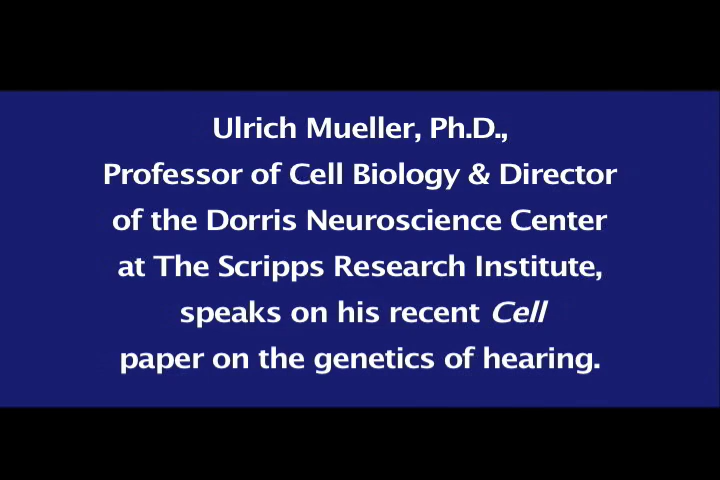 Ulrich Mueller, Ph.D.,
Professor of Cell Biology & Director
of the Dorris Neuroscience Center
at The Scripps Research Institute,
speaks on his recent Cell
paper on the genetics of hearing.